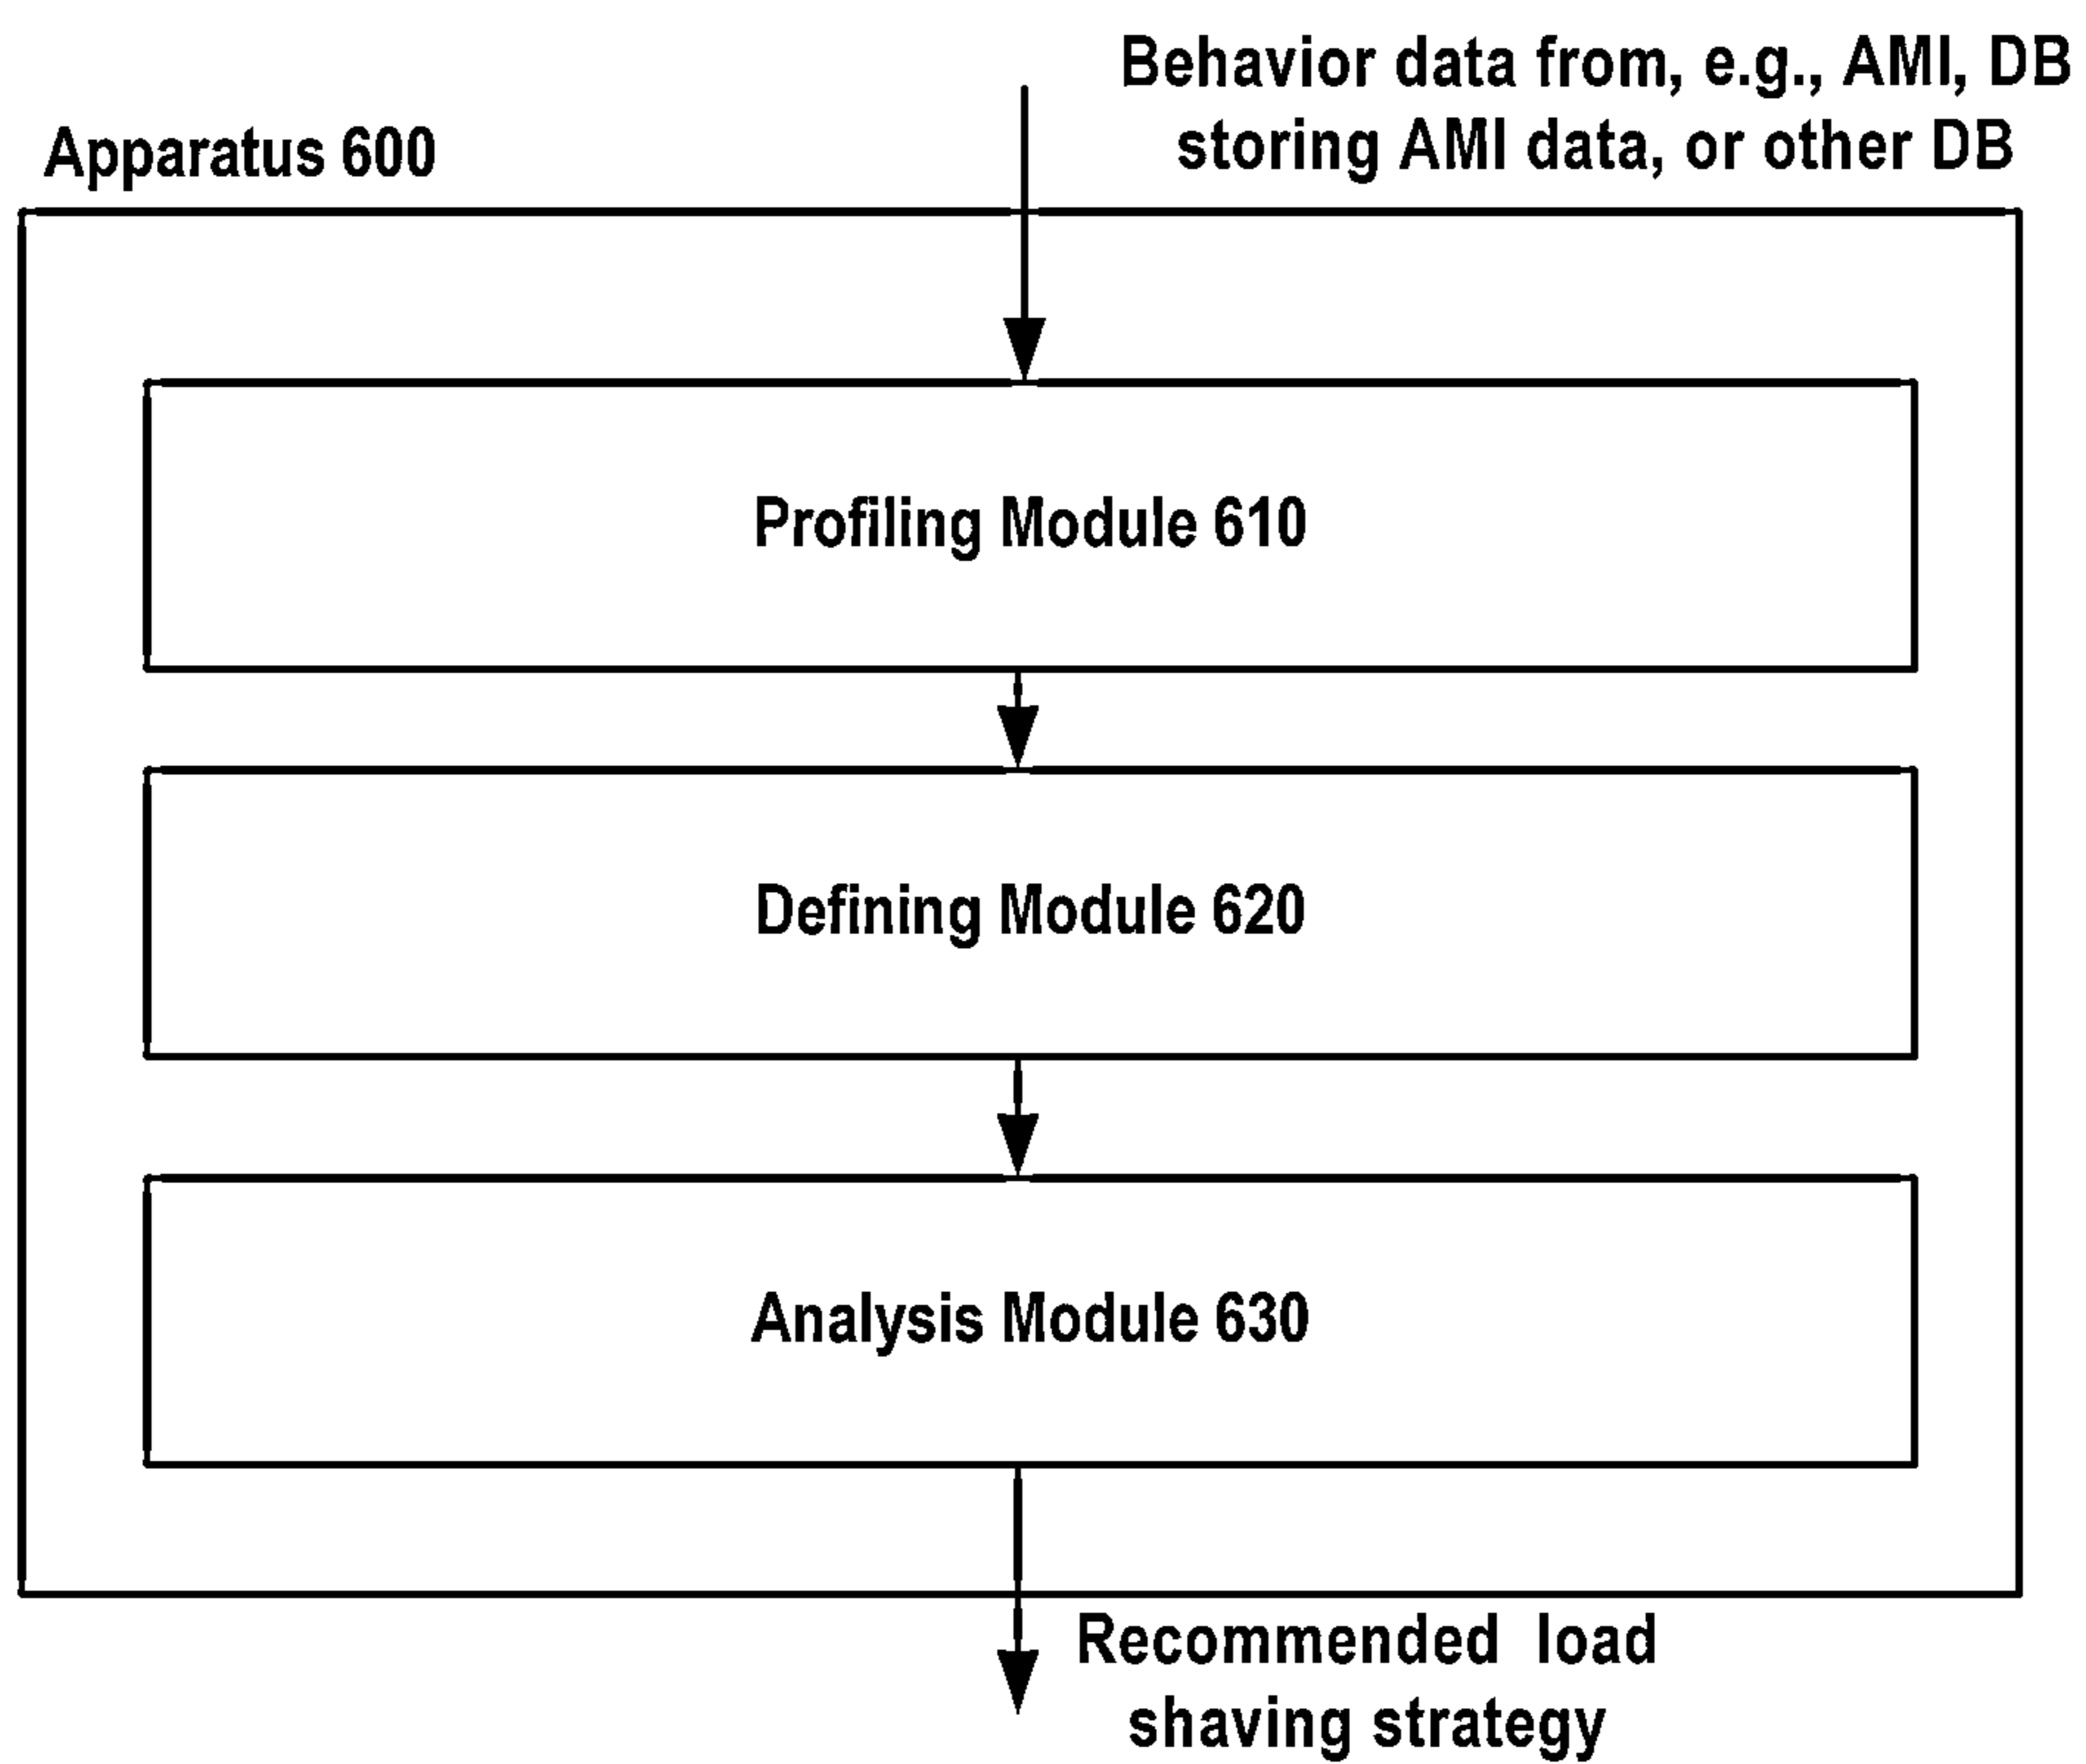 Behavior data from, e.g., AMI, DB
storing AMI data, or other DB
Apparatus 600
Profiling Module 610
Defining Module 620
Analysis Module 630
Recommended load
shaving strategy